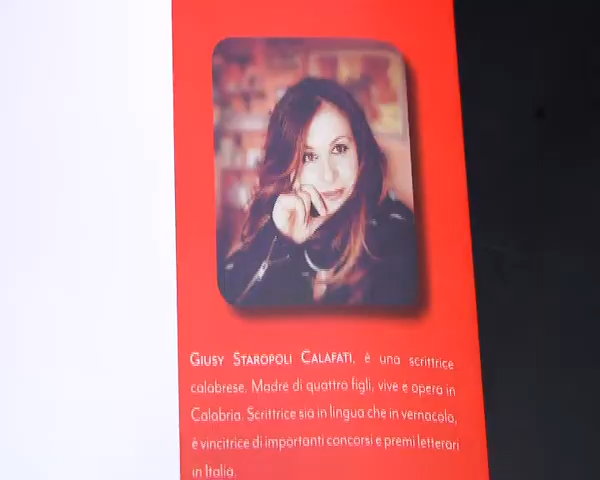 GIUSY STAROPOLI CALAFATI, è una scrittrice
calabrese. Madre di quattro figli, vive e opera in
Calabria. Scrittrice sia in lingua che in vernacolo,
è vincitrice di importanti concorsi e premi letterari
in Italia.